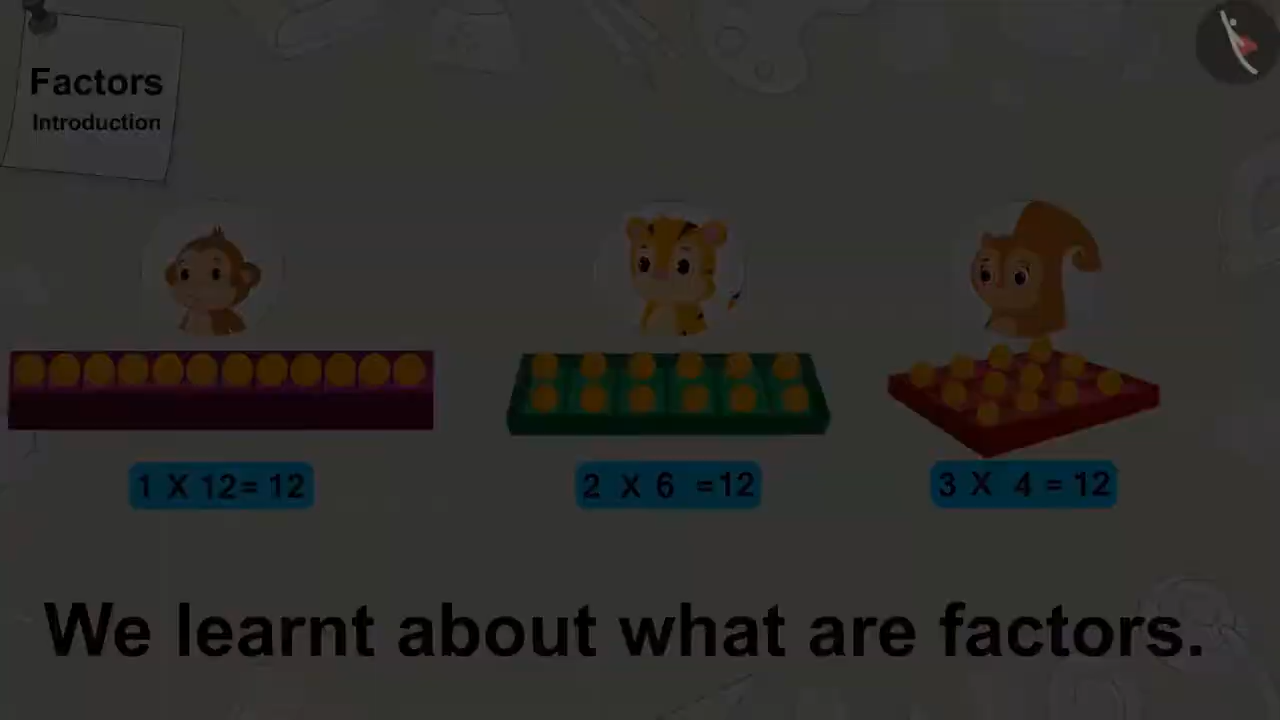 Factors
Introduction
1 X 12= 12
2 X 6 =12
3 X 4 = 12
We learnt about what are factors.